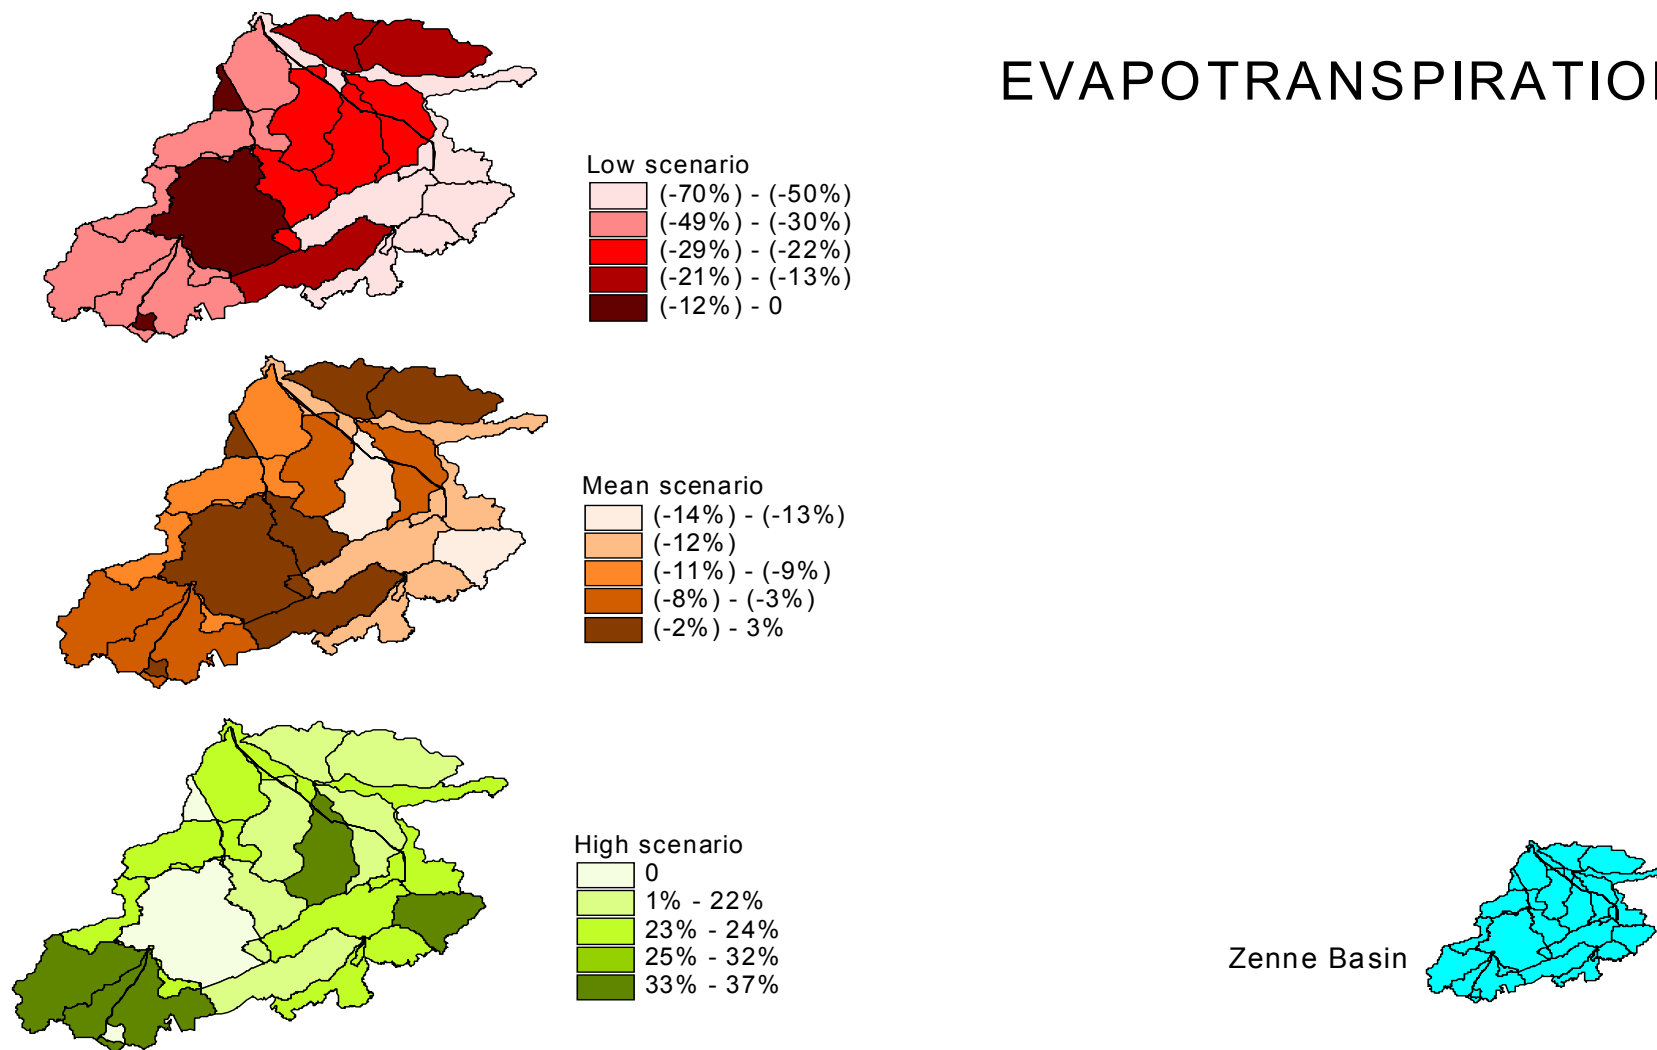 EVAPOTRANSPIRATION
Low scenario
(-70%) - (-50%)
(-49%) - (-30%)
(-29%) - (-22%)
(-21%) - (-13%)
(-12%) - 0
Mean scenario
(-14%) - (-13%)
(-12%)
(-11%) - (-9%)
(-8%) - (-3%)
(-2%) - 3%
High scenario
0
1% - 22%
23% - 24%
25% - 32%
33% - 37%
Zenne Basin